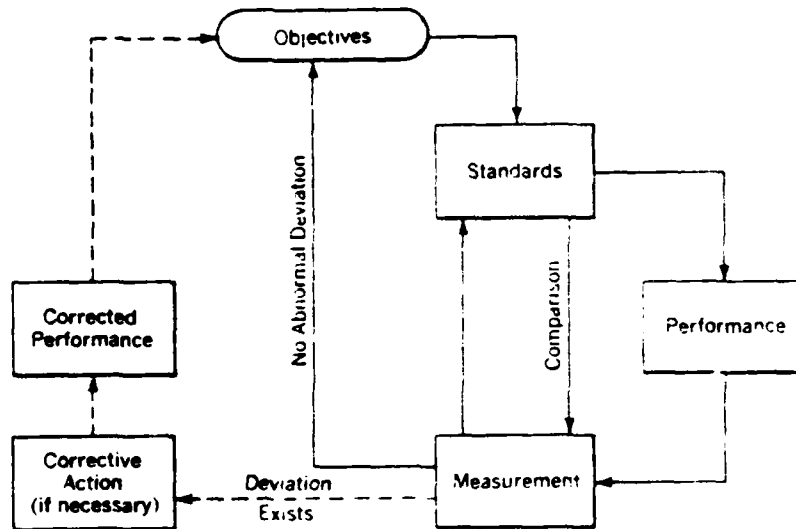 Objectives
Standards
No Abnormal Deviation
Comparison
Corrected
Performance
Performance
Corrective
Action
(if necessary)
Deviation
Exists
Measurement